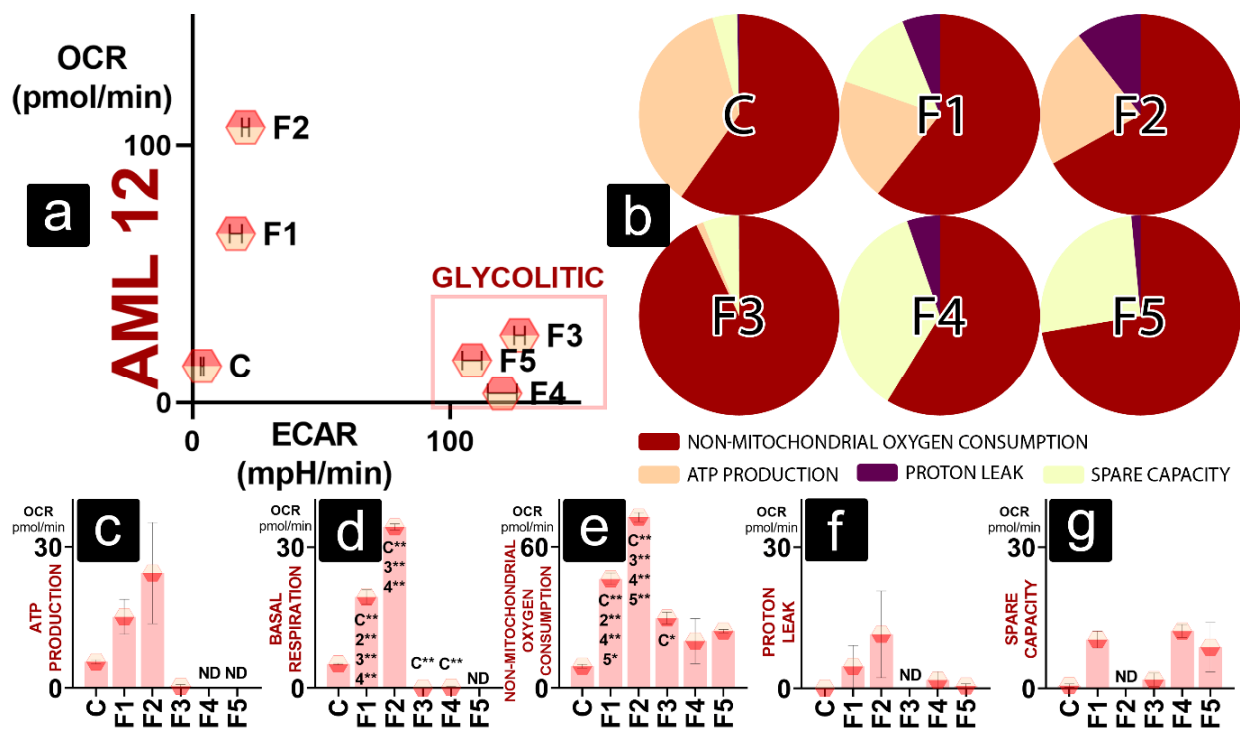 OCR
(pmol/min)
AML 12
a
100
0
F2
F1
C
GLYCOLITIC
F3
F5
F4
0
ECAR
(mpH/min)
100
b
C
F1
F2
F3
F4
F5
NON-MITOCHONDRIAL OXYGEN CONSUMPTION
ATP PRODUCTION
PROTON LEAK
SPARE CAPACITY
c
OCR
pmol/min
30
0
ATP
PRODUCTION
ND ND
C F1 F2 F3 F4 F5
d
OCR
pmol/min
30
0
BASAL
RESPIRATION
C**
2**
3**
4**
C**
3**
4**
C**
C**
ND
C F1 F2 F3 F4 F5
e
OCR
pmol/min
60
0
NON-MITOCHONDRIAL
OXYGEN
CONSUMPTION
C**
2**
4**
5*
C**
3**
4**
5**
C*
C F1 F2 F3 F4 F5
f
OCR
pmol/min
30
0
PROTON
LEAK
ND
C F1 F2 F3 F4 F5
g
OCR
pmol/min
30
0
SPARE
CAPACITY
ND
C F1 F2 F3 F4 F5